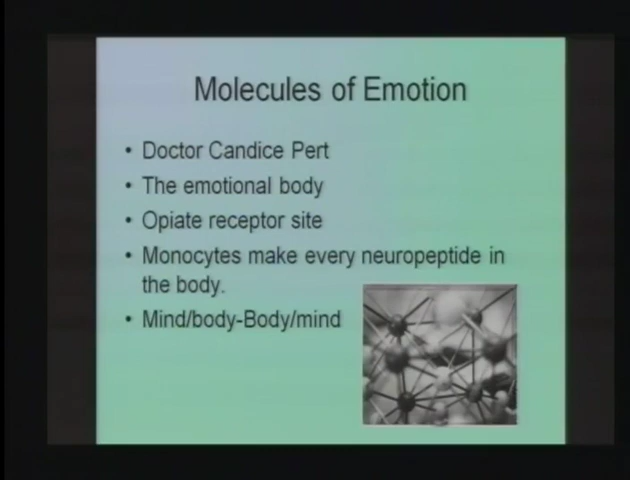 Molecules of Emotion
• Doctor Candice Pert
• The emotional body
• Opiate receptor site
• Monocytes make every neuropeptide in
the body.
• Mind/body-Body/mind